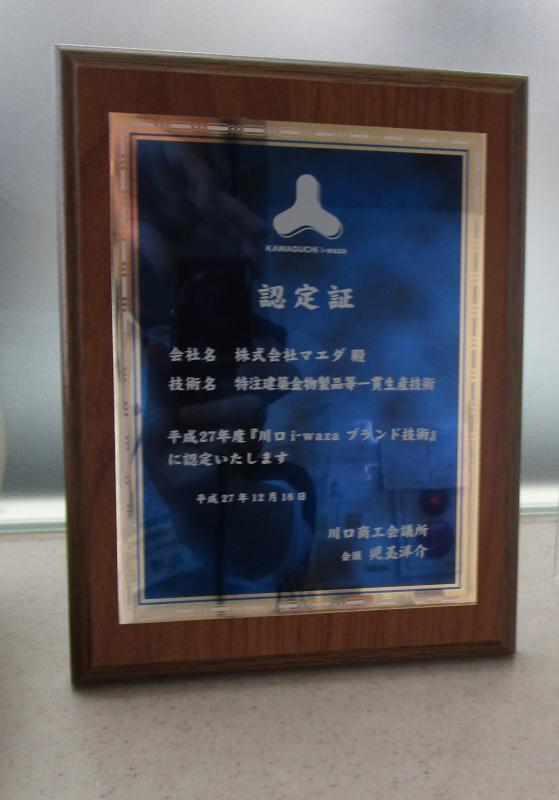 KAWAGUCHI i-waza
認定証
会社名 株式会社マエダ 殿
技術名 特注建築金物製品等一貫生産技術
平成27年度『川口i-waza ブランド技術』
に認定いたします
平成27年12月16日
川口商工会議所
会頭 児玉洋介